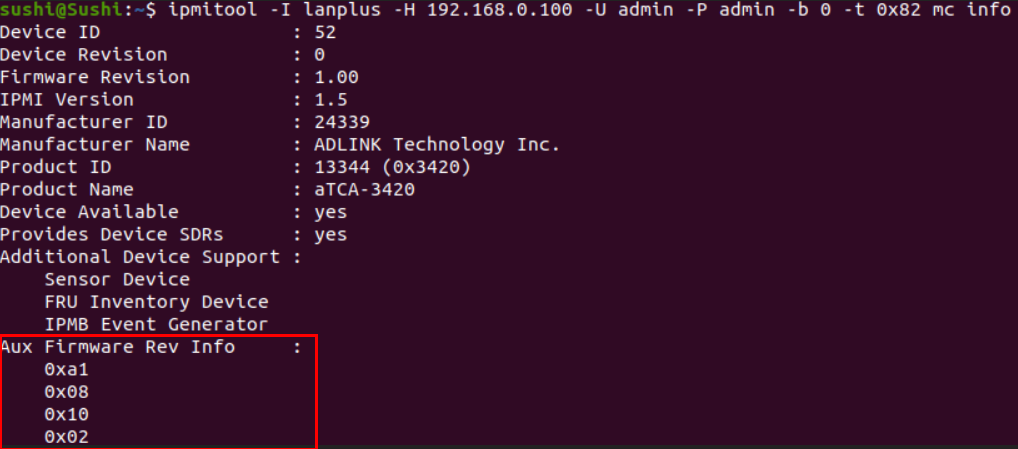 sushi@Sushi:~$ ipmitool -I lanplus -H 192.168.0.100 -U admin -P admin -b 0 -t 0x82 mc info
Device ID                 : 52
Device Revision           : 0
Firmware Revision         : 1.00
IPMI Version              : 1.5
Manufacturer ID           : 24339
Manufacturer Name         : ADLINK Technology Inc.
Product ID                : 13344 (0x3420)
Product Name              : aTCA-3420
Device Available          : yes
Provides Device SDRs      : yes
Additional Device Support :
    Sensor Device
    FRU Inventory Device
    IPMB Event Generator
Aux Firmware Rev Info     :
    0xa1
    0x08
    0x10
    0x02